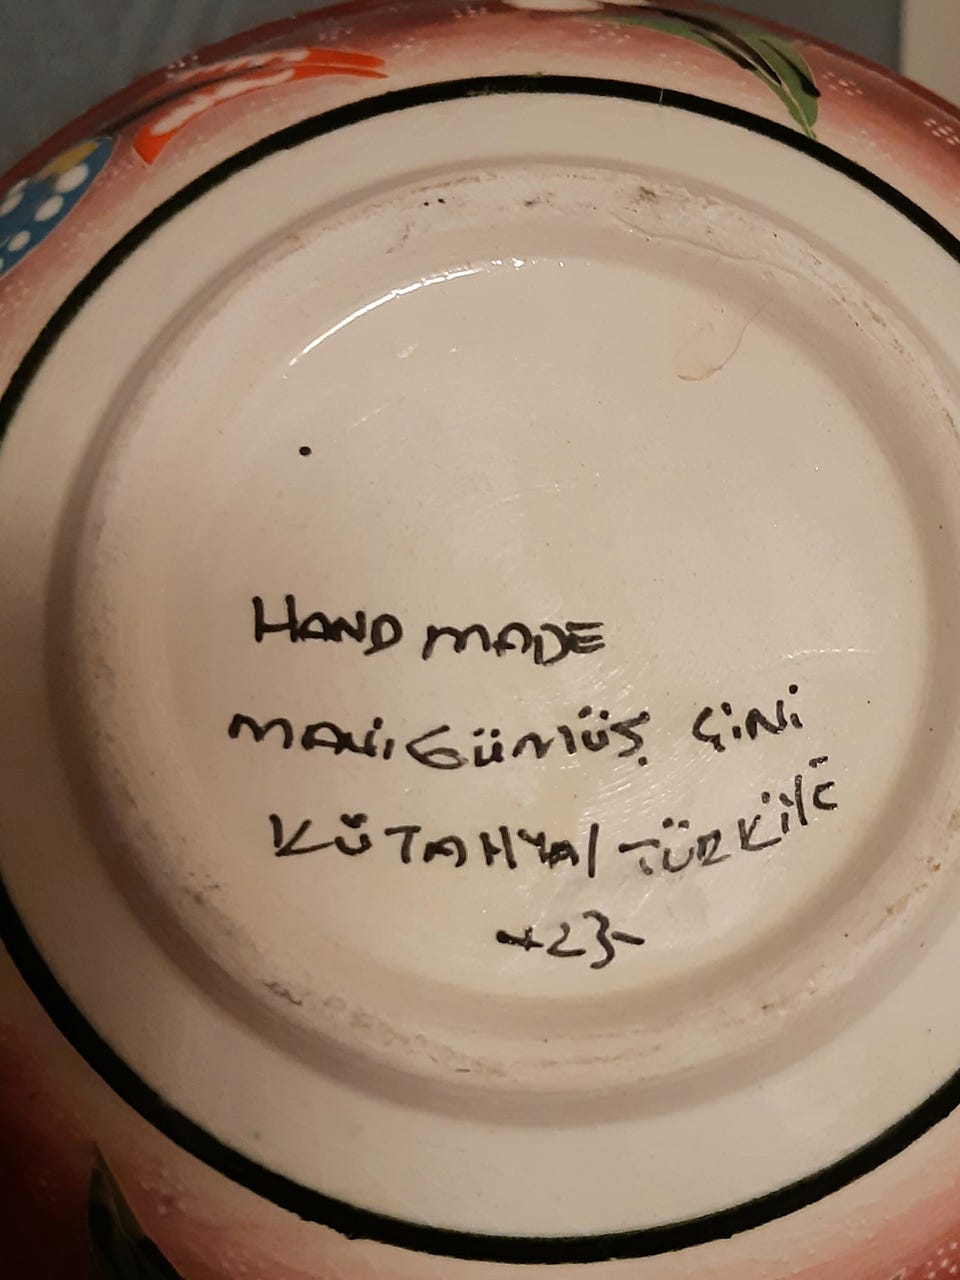 HAND MADE
MAVİ GÜMÜŞ ÇİNİ
KÜTAHYA/TÜRKİYE
-23-